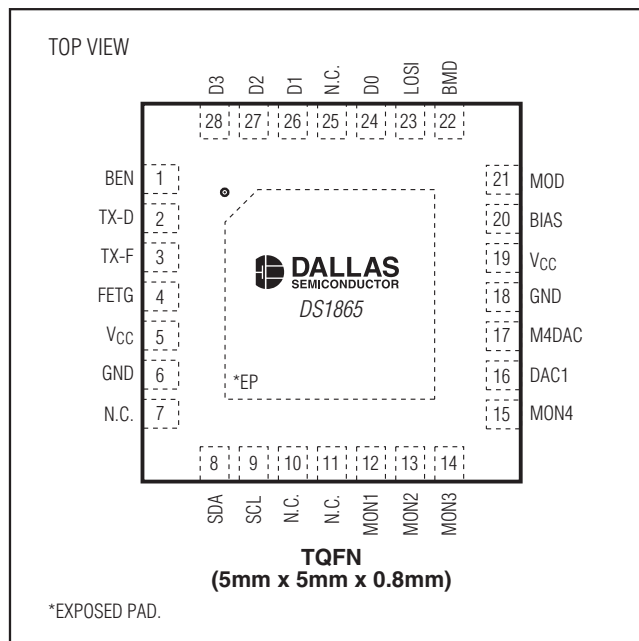 TOP VIEW
D3 D2 D1 N.C. D0 LOSI BMD
28 27 26 25 24 23 22
BEN 1 21 MOD
TX-D 2 20 BIAS
TX-F 3 19 VCC
FETG 4 18 GND
VCC 5 17 M4DAC
GND 6 16 DAC1
N.C. 7 15 MON4
DALLAS
SEMICONDUCTOR
DS1865
*EP
8 9 10 11 12 13 14
SDA SCL N.C. N.C. MON1 MON2 MON3
TQFN
(5mm x 5mm x 0.8mm)
*EXPOSED PAD.